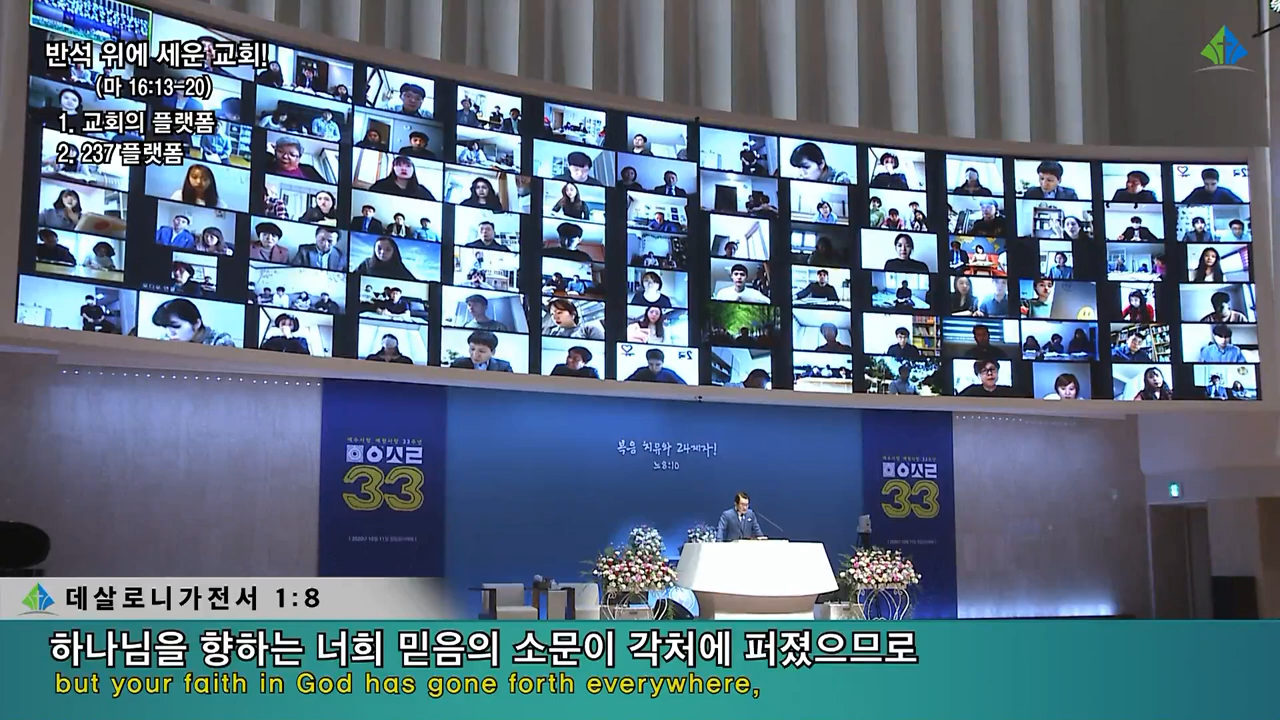 반석 위에 세운 교회!
(마 16:13-20)
1. 교회의 플랫폼
2. 237 플랫폼
복음 치유와 24제자!
노8:10
33
33
데살로니가전서 1:8
하나님을 향하는 너희 믿음의 소문이 각처에 퍼졌으므로
but your faith in God has gone forth everywhere,